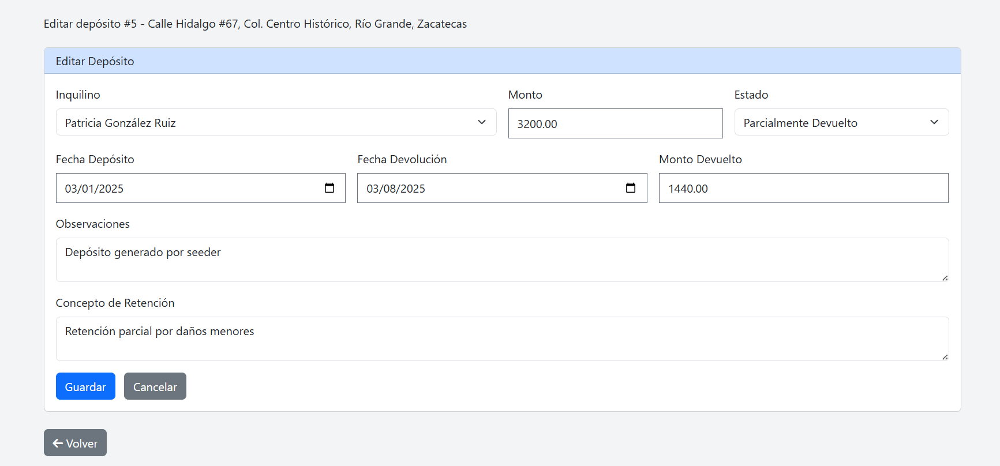 Editar depósito #5 - Calle Hidalgo #67, Col. Centro Histórico, Río Grande, Zacatecas
Editar Depósito
Inquilino
Monto
Estado
Patricia González Ruiz
3200.00
Parcialmente Devuelto
Fecha Depósito
Fecha Devolución
Monto Devuelto
03/01/2025
03/08/2025
1440.00
Observaciones
Depósito generado por seeder
Concepto de Retención
Retención parcial por daños menores
Guardar
Cancelar
Volver